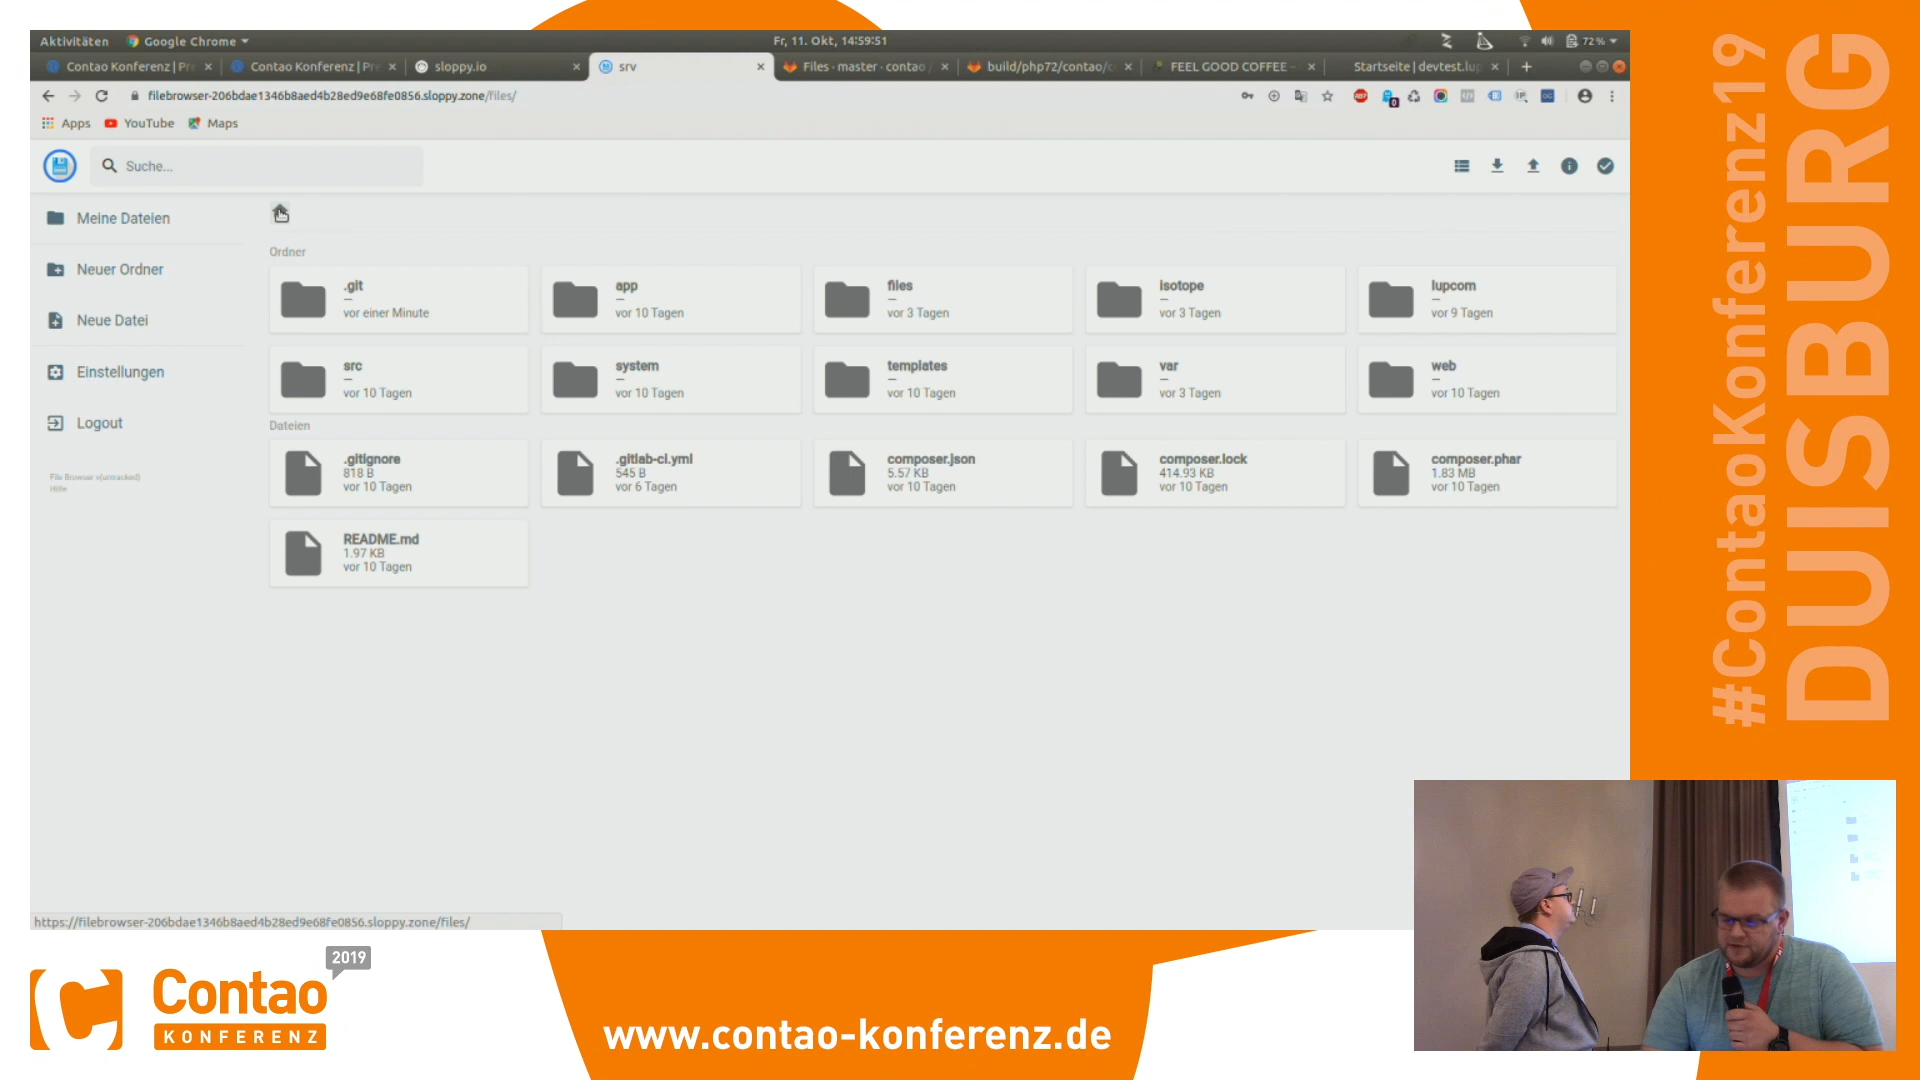 Aktivitäten
Google Chrome
Fr, 11. Okt, 14:59:51
72 %
Contao Konferenz | Pr
Contao Konferenz | Pr
sloppy.io
srv
Files · master · contao /
build/php72/contao/c
FEEL GOOD COFFEE –
Startseite | devtest.lup
filebrowser-206bdae1346b8aed4b28ed9e68fe0856.sloppy.zone/files/
Apps
YouTube
Maps
Suche...
Meine Dateien
Neuer Ordner
Neue Datei
Einstellungen
Logout
File Browser v(untracked)
Hilfe
Ordner
.git
—
vor einer Minute
app
—
vor 10 Tagen
files
—
vor 3 Tagen
isotope
—
vor 3 Tagen
lupcom
—
vor 9 Tagen
src
—
vor 10 Tagen
system
—
vor 10 Tagen
templates
—
vor 10 Tagen
var
—
vor 3 Tagen
web
—
vor 10 Tagen
Dateien
.gitignore
818 B
vor 10 Tagen
.gitlab-ci.yml
545 B
vor 6 Tagen
composer.json
5.57 KB
vor 10 Tagen
composer.lock
414.93 KB
vor 10 Tagen
composer.phar
1.83 MB
vor 10 Tagen
README.md
1.97 KB
vor 10 Tagen
https://filebrowser-206bdae1346b8aed4b28ed9e68fe0856.sloppy.zone/files/
#ContaoKonferenz19
DUISBURG
2019
Contao
KONFERENZ
www.contao-konferenz.de